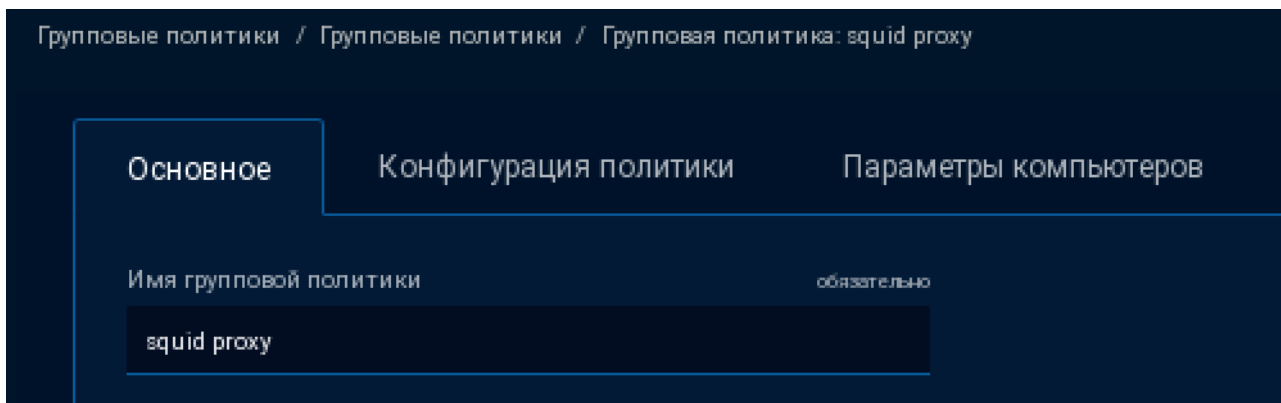 Групповые политики / Групповые политики / Групповая политика: squid proxy
Основное Конфигурация политики Параметры компьютеров
Имя групповой политики обязательно
squid proxy